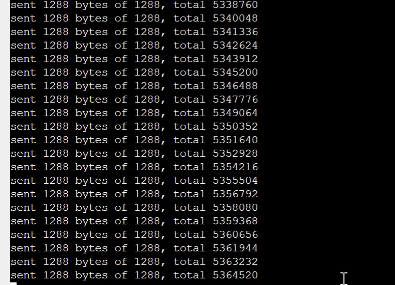 sent 1288 bytes of 1288, total 5338760
sent 1288 bytes of 1288, total 5340048
sent 1288 bytes of 1288, total 5341336
sent 1288 bytes of 1288, total 5342624
sent 1288 bytes of 1288, total 5343912
sent 1288 bytes of 1288, total 5345200
sent 1288 bytes of 1288, total 5346488
sent 1288 bytes of 1288, total 5347776
sent 1288 bytes of 1288, total 5349064
sent 1288 bytes of 1288, total 5350352
sent 1288 bytes of 1288, total 5351640
sent 1288 bytes of 1288, total 5352928
sent 1288 bytes of 1288, total 5354216
sent 1288 bytes of 1288, total 5355504
sent 1288 bytes of 1288, total 5356792
sent 1288 bytes of 1288, total 5358080
sent 1288 bytes of 1288, total 5359368
sent 1288 bytes of 1288, total 5360656
sent 1288 bytes of 1288, total 5361944
sent 1288 bytes of 1288, total 5363232
sent 1288 bytes of 1288, total 5364520